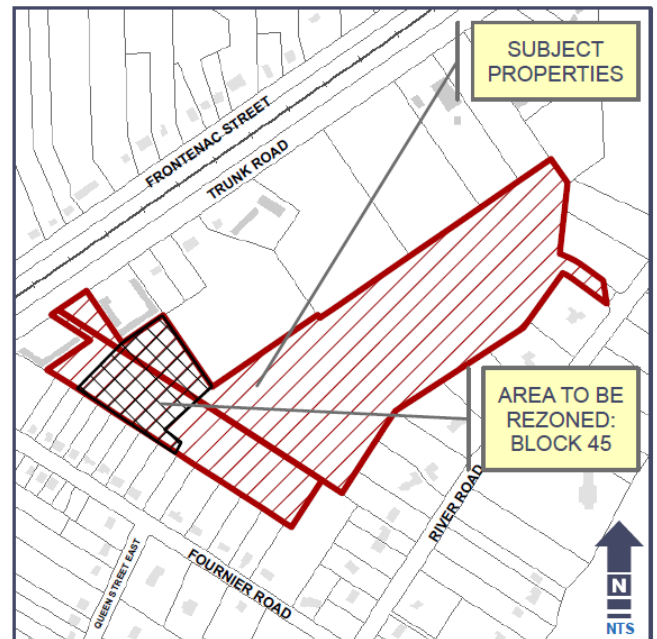 SUBJECT
PROPERTIES
FRONTENAC STREET
TRUNK ROAD
AREA TO BE
REZONED:
BLOCK 45
RIVER ROAD
FOURNIER ROAD
QUEEN STREET EAST
N
NTS